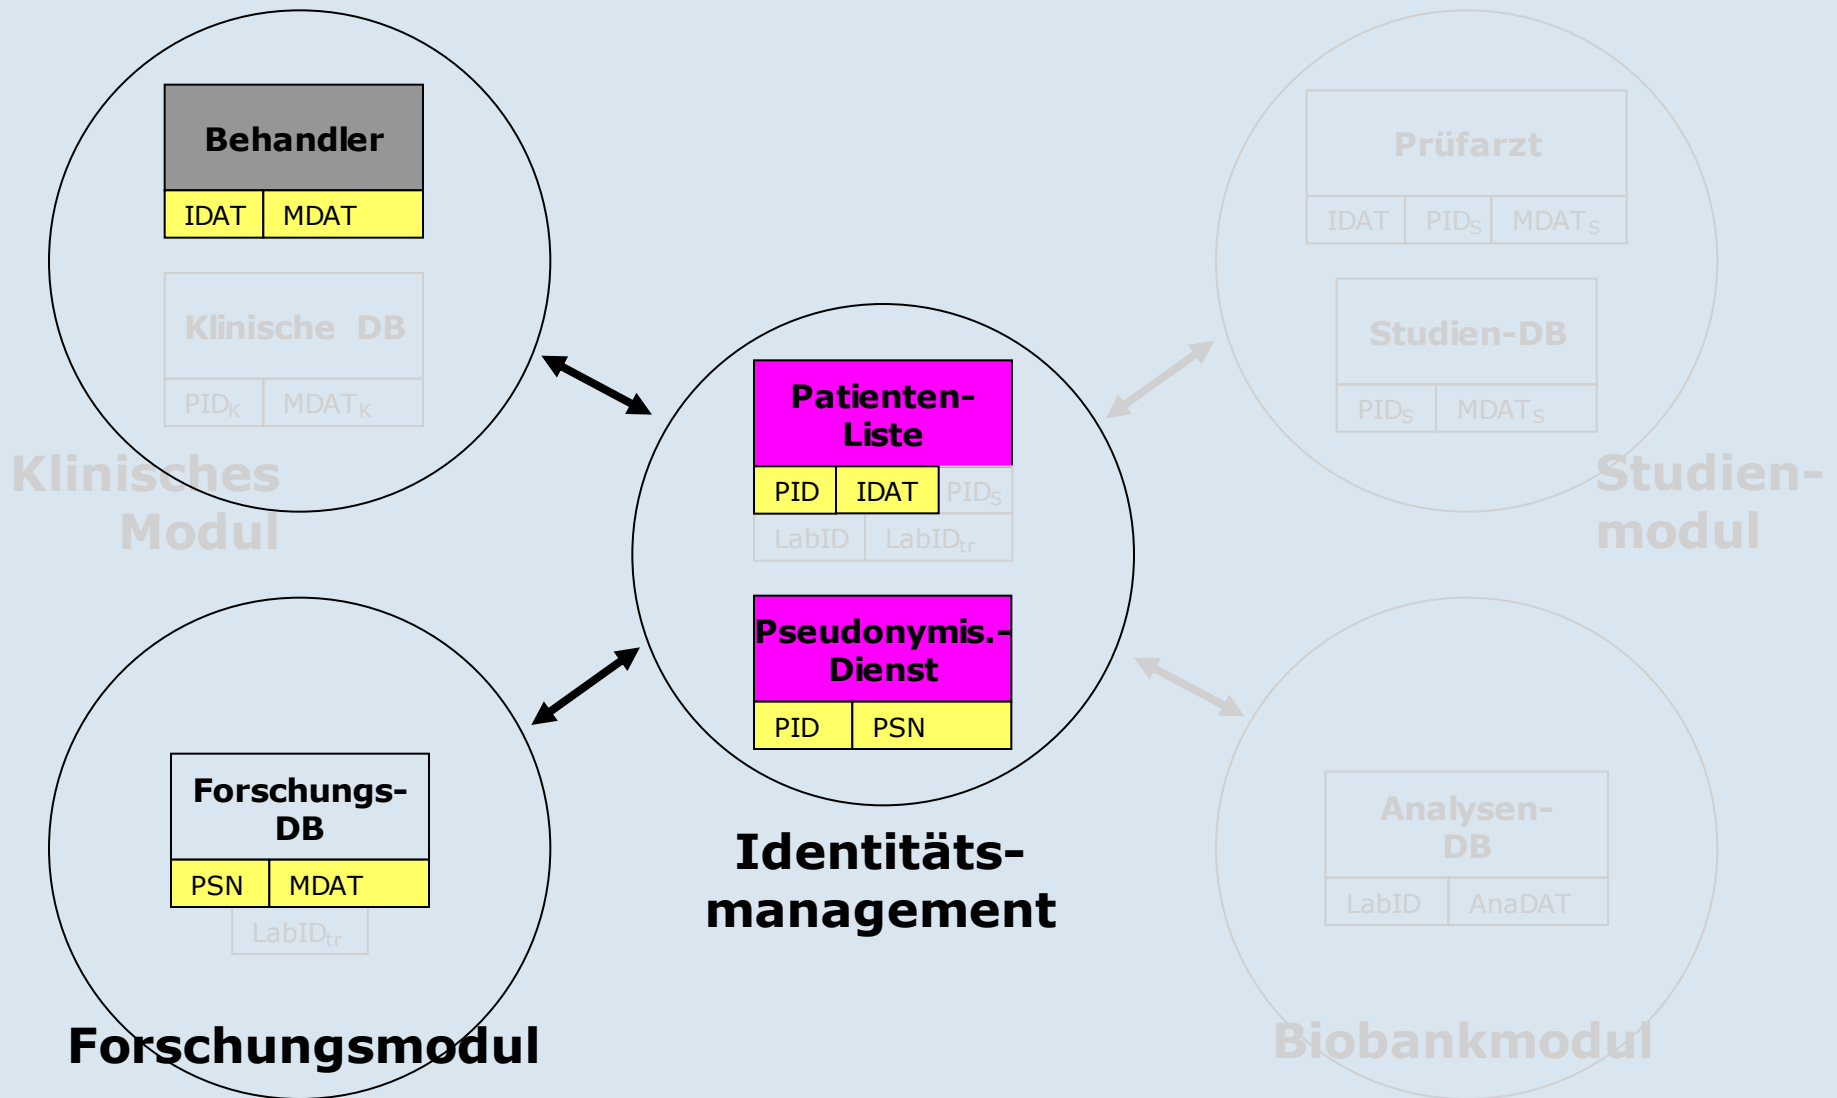 Behandler
IDAT MDAT
Klinische DB
PIDK MDATK
Klinisches
Modul
Prüfarzt
IDAT PIDS MDATS
Studien-DB
PIDS MDATS
Studien-
modul
Patienten-
Liste
PID IDAT PIDS
LabID LabIDtr
Pseudonymis.-
Dienst
PID PSN
Identitäts-
management
Forschungs-
DB
PSN MDAT
LabIDtr
Forschungsmodul
Analysen-
DB
LabID AnaDAT
Biobankmodul